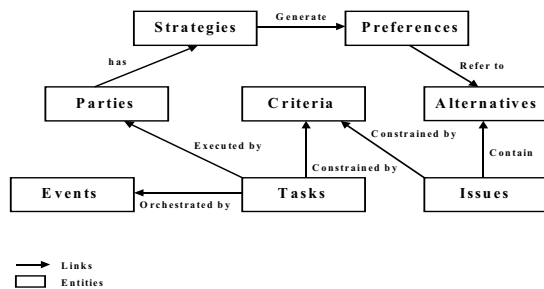 Strategies
Generate
Preferences
has
Refer to
Parties
Criteria
Alternatives
Executed by
Constrained by
Constrained by
Contain
Events
Orchestrated by
Tasks
Issues
Links
Entities